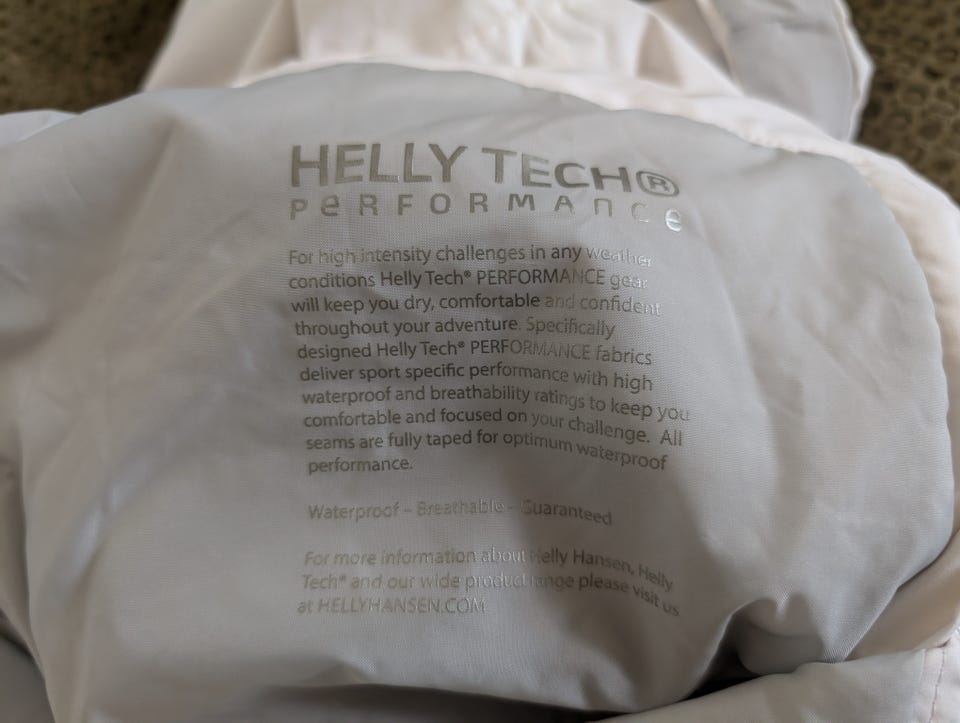 HELLY TECH®
PeRFORMAnCe
For high intensity challenges in any weather
conditions Helly Tech® PERFORMANCE gear
will keep you dry, comfortable and confident
throughout your adventure. Specifically
designed Helly Tech® PERFORMANCE fabrics
deliver sport specific performance with high
waterproof and breathability ratings to keep you
comfortable and focused on your challenge. All
seams are fully taped for optimum waterproof
performance.
Waterproof – Breathable – Guaranteed
For more information about Helly Hansen, Helly
Tech® and our wide product range please visit us
at HELLYHANSEN.COM